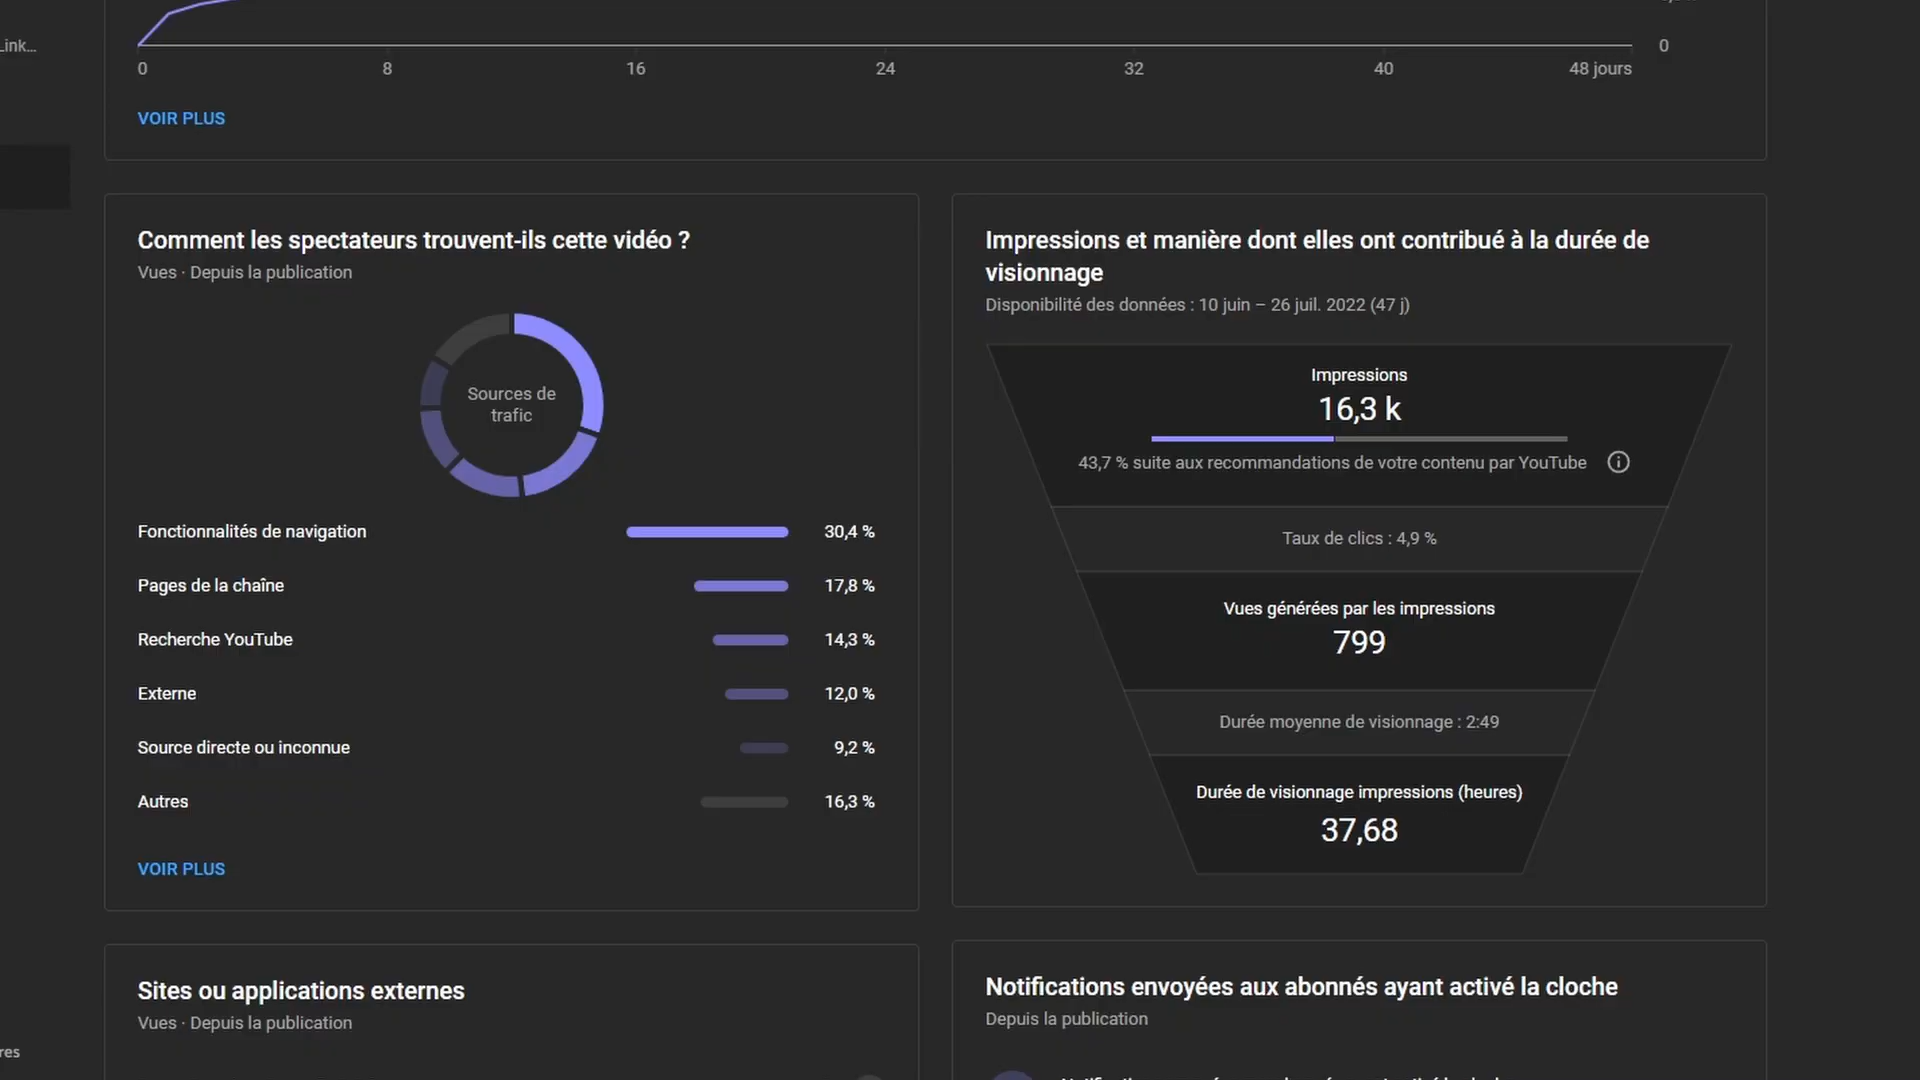 Link...
0
0 8 16 24 32 40 48 jours
VOIR PLUS
Comment les spectateurs trouvent-ils cette vidéo ?
Vues · Depuis la publication
Sources de
trafic
Fonctionnalités de navigation 30,4 %
Pages de la chaîne 17,8 %
Recherche YouTube 14,3 %
Externe 12,0 %
Source directe ou inconnue 9,2 %
Autres 16,3 %
VOIR PLUS
Impressions et manière dont elles ont contribué à la durée de
visionnage
Disponibilité des données : 10 juin – 26 juil. 2022 (47 j)
Impressions
16,3 k
43,7 % suite aux recommandations de votre contenu par YouTube
Taux de clics : 4,9 %
Vues générées par les impressions
799
Durée moyenne de visionnage : 2:49
Durée de visionnage impressions (heures)
37,68
Sites ou applications externes
Vues · Depuis la publication
Notifications envoyées aux abonnés ayant activé la cloche
Depuis la publication
res